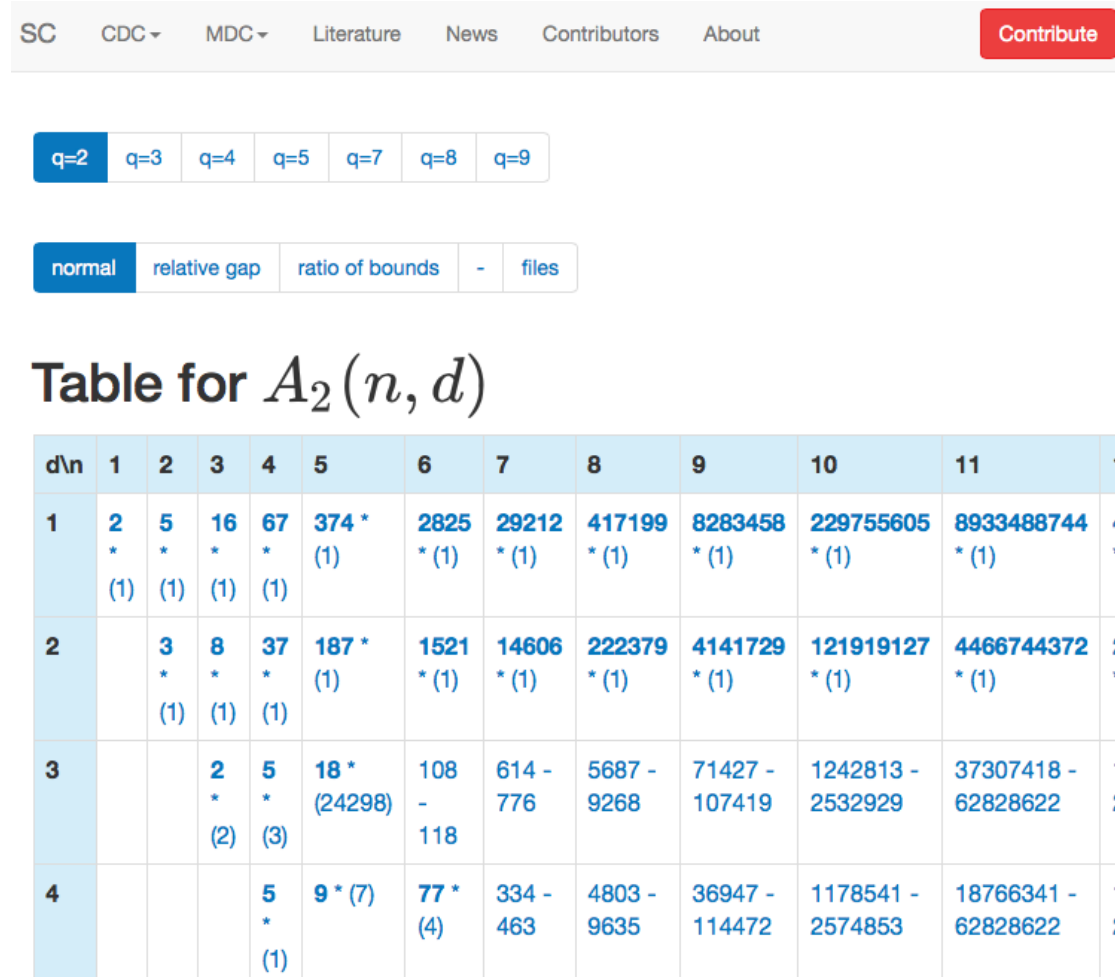 SC CDC MDC Literature News Contributors About Contribute
q=2 q=3 q=4 q=5 q=7 q=8 q=9
normal relative gap ratio of bounds - files
Table for A₂(n, d)
d\n 1 2 3 4 5 6 7 8 9 10 11
1 2 * (1) 5 * (1) 16 * (1) 67 * (1) 374 * (1) 2825 * (1) 29212 * (1) 417199 * (1) 8283458 * (1) 229755605 * (1) 8933488744 * (1)
2 3 * (1) 8 * (1) 37 * (1) 187 * (1) 1521 * (1) 14606 * (1) 222379 * (1) 4141729 * (1) 121919127 * (1) 4466744372 * (1)
3 2 * (2) 5 * (3) 18 * (24298) 108 - 118 614 - 776 5687 - 9268 71427 - 107419 1242813 - 2532929 37307418 - 62828622
4 5 * (1) 9 * (7) 77 * (4) 334 - 463 4803 - 9635 36947 - 114472 1178541 - 2574853 18766341 - 62828622